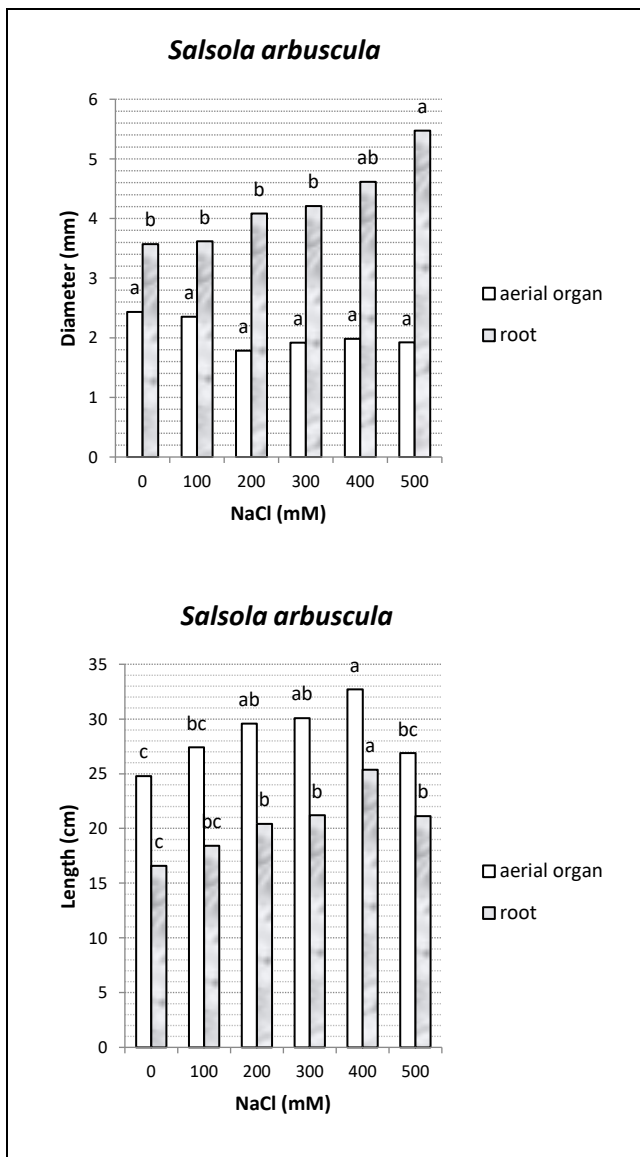 Salsola arbuscula
6
5
4
3
2
1
0
Diameter (mm)
a
b
a
b
a
b
a
b
a
ab
a
a
0 100 200 300 400 500
NaCl (mM)
aerial organ
root
Salsola arbuscula
35
30
25
20
15
10
5
0
Length (cm)
c
c
bc
bc
ab
b
ab
b
a
a
bc
b
0 100 200 300 400 500
NaCl (mM)
aerial organ
root